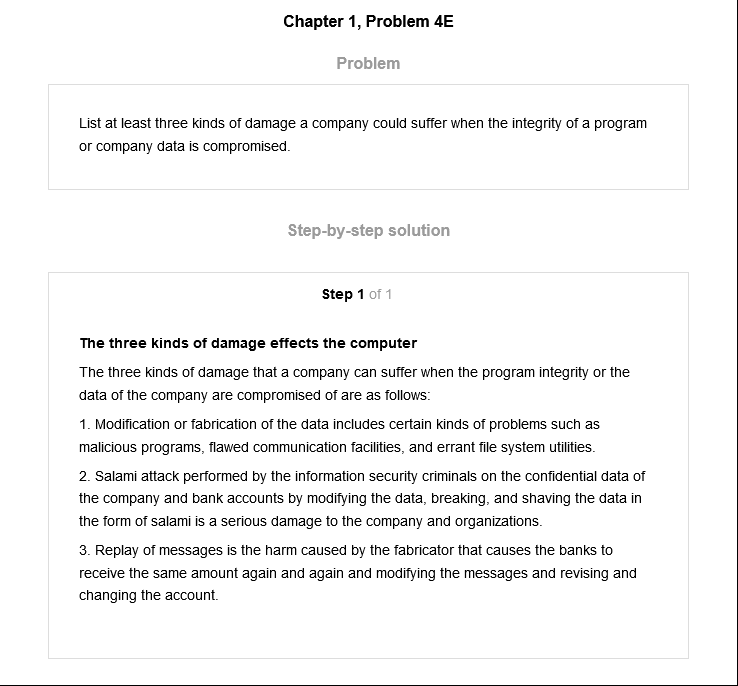 Chapter 1, Problem 4E
Problem
List at least three kinds of damage a company could suffer when the integrity of a program
or company data is compromised.
Step-by-step solution
Step 1 of 1
The three kinds of damage effects the computer
The three kinds of damage that a company can suffer when the program integrity or the
data of the company are compromised of are as follows:
1. Modification or fabrication of the data includes certain kinds of problems such as
malicious programs, flawed communication facilities, and errant file system utilities.
2. Salami attack performed by the information security criminals on the confidential data of
the company and bank accounts by modifying the data, breaking, and shaving the data in
the form of salami is a serious damage to the company and organizations.
3. Replay of messages is the harm caused by the fabricator that causes the banks to
receive the same amount again and again and modifying the messages and revising and
changing the account.